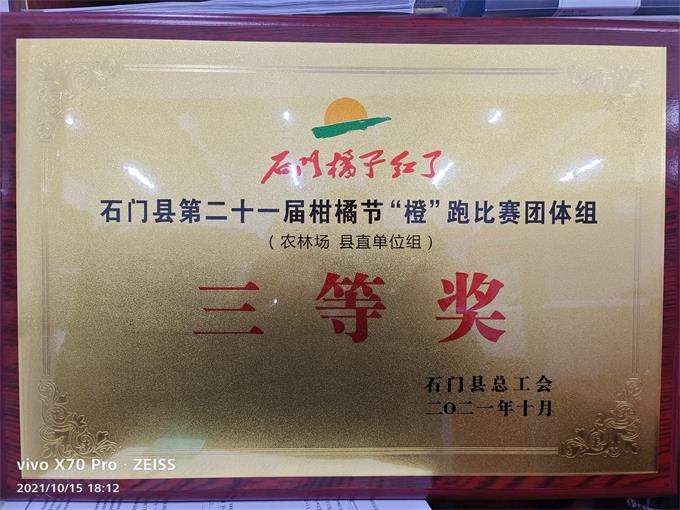 石门橘子红了
石门县第二十一届柑橘节“橙”跑比赛团体组
（农林场 县直单位组）
三等奖
石门县总工会
二〇二一年十月
vivo X70 Pro · ZEISS
2021/10/15 18:12